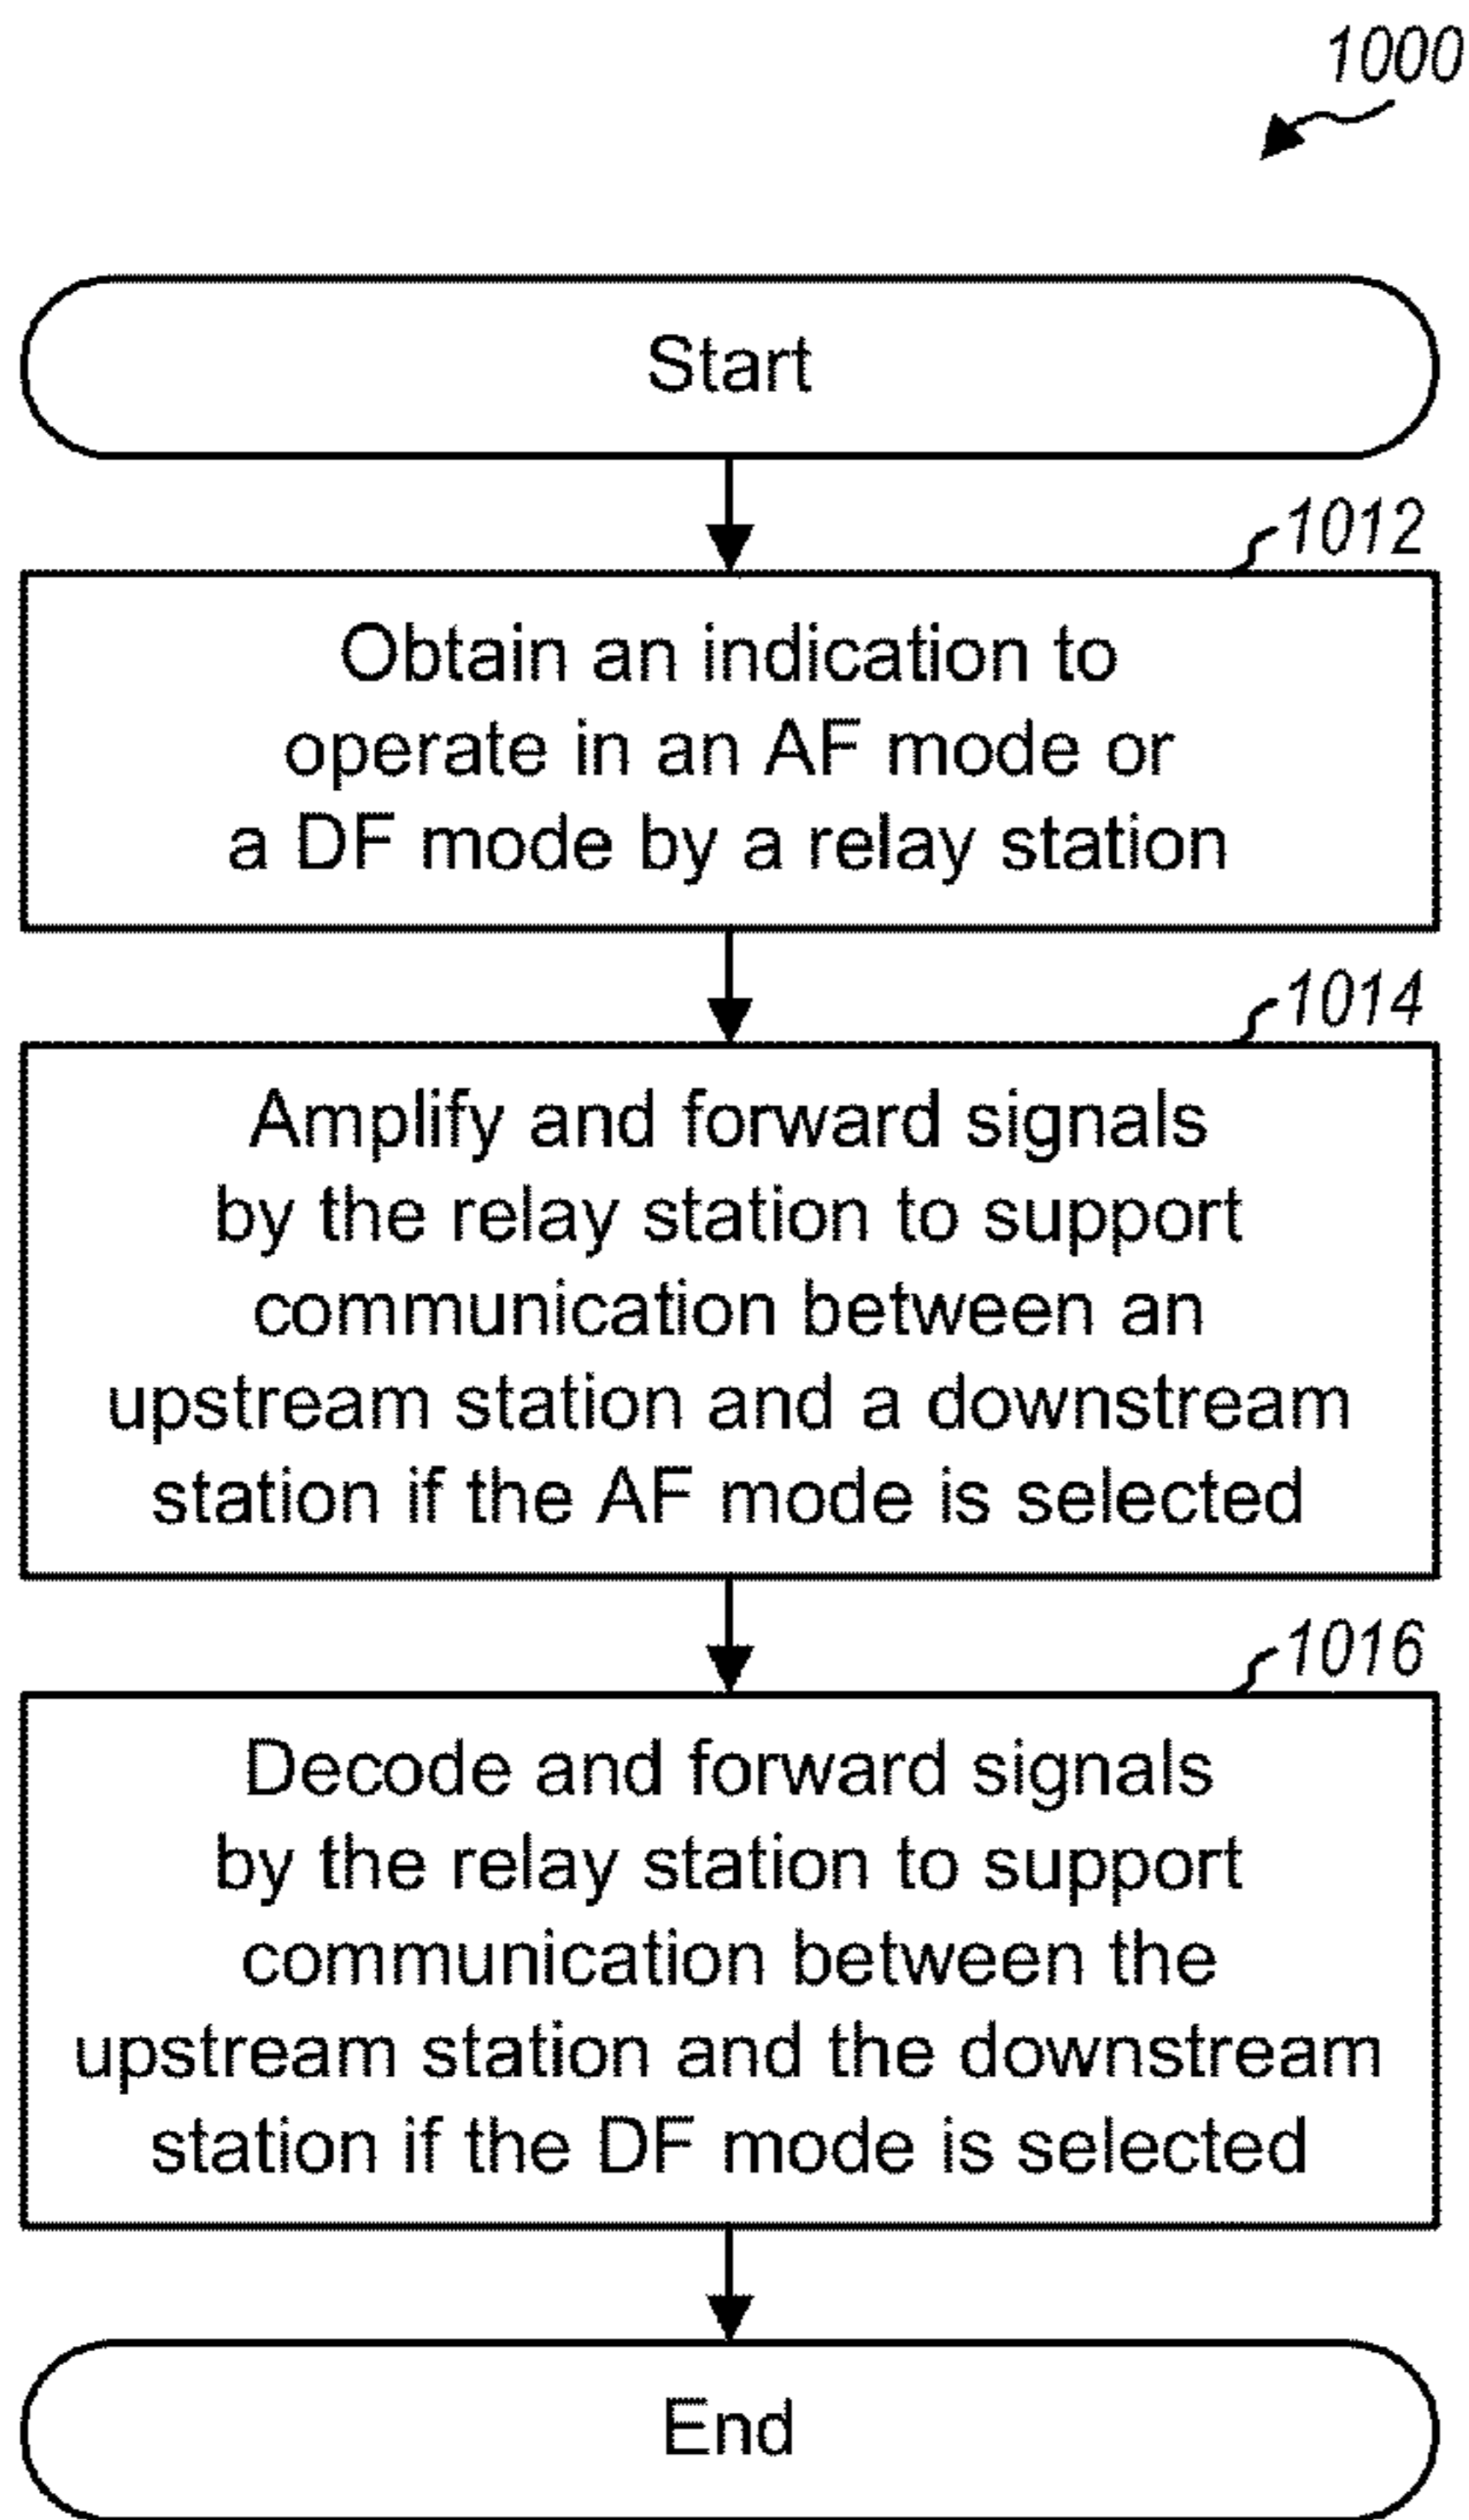 1000
Start
1012
Obtain an indication to
operate in an AF mode or
a DF mode by a relay station
1014
Amplify and forward signals
by the relay station to support
communication between an
upstream station and a downstream
station if the AF mode is selected
1016
Decode and forward signals
by the relay station to support
communication between the
upstream station and the downstream
station if the DF mode is selected
End